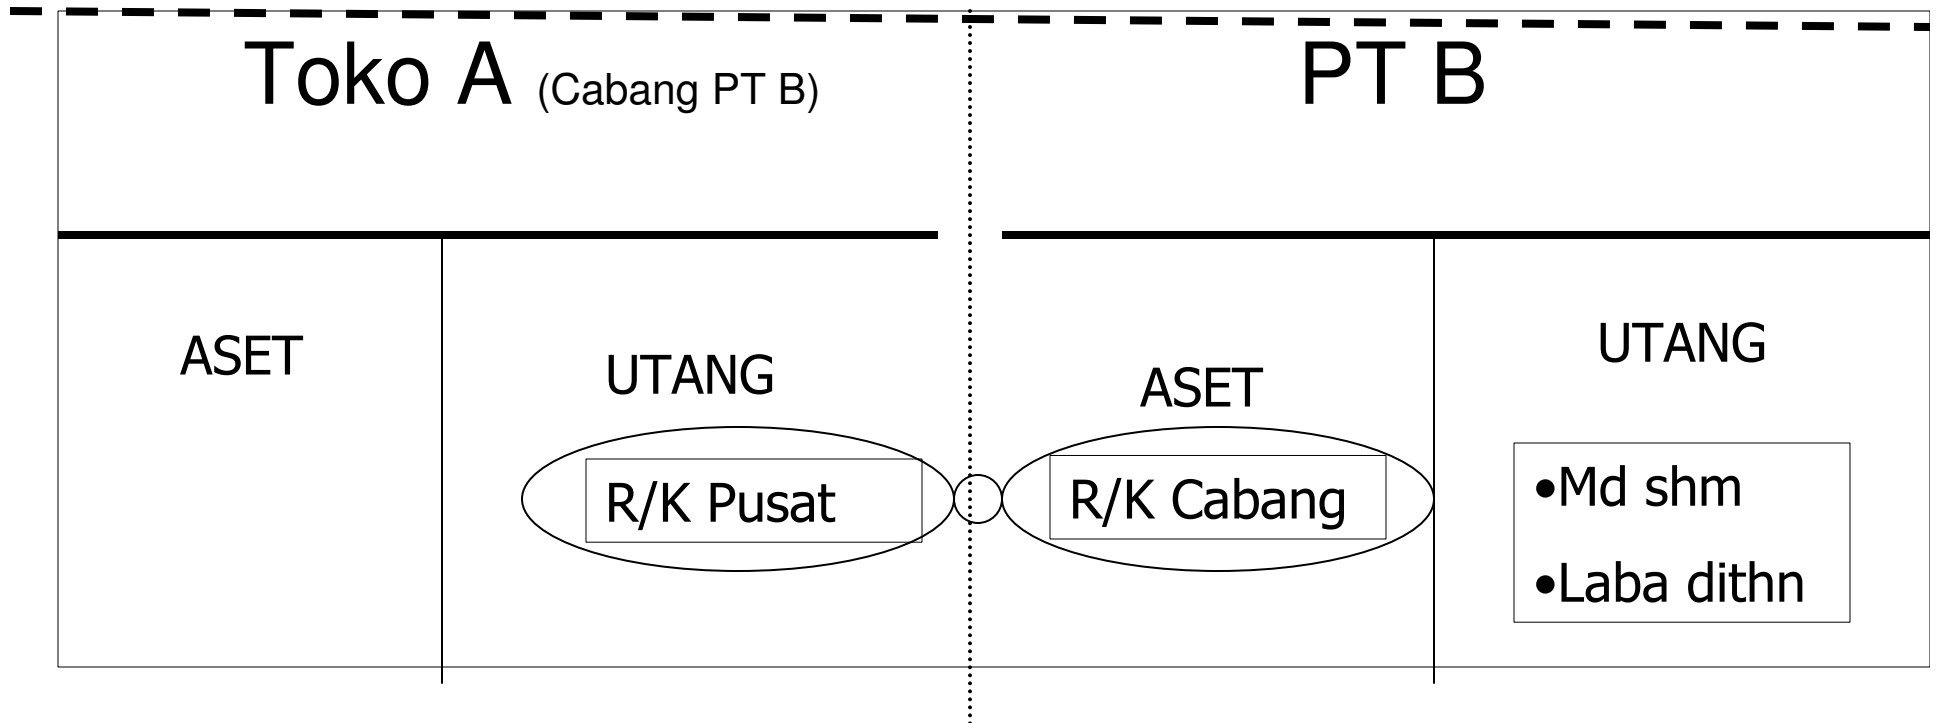 Toko A (Cabang PT B)
PT B
ASET
UTANG
R/K Pusat
ASET
R/K Cabang
UTANG
•Md shm
•Laba dithn